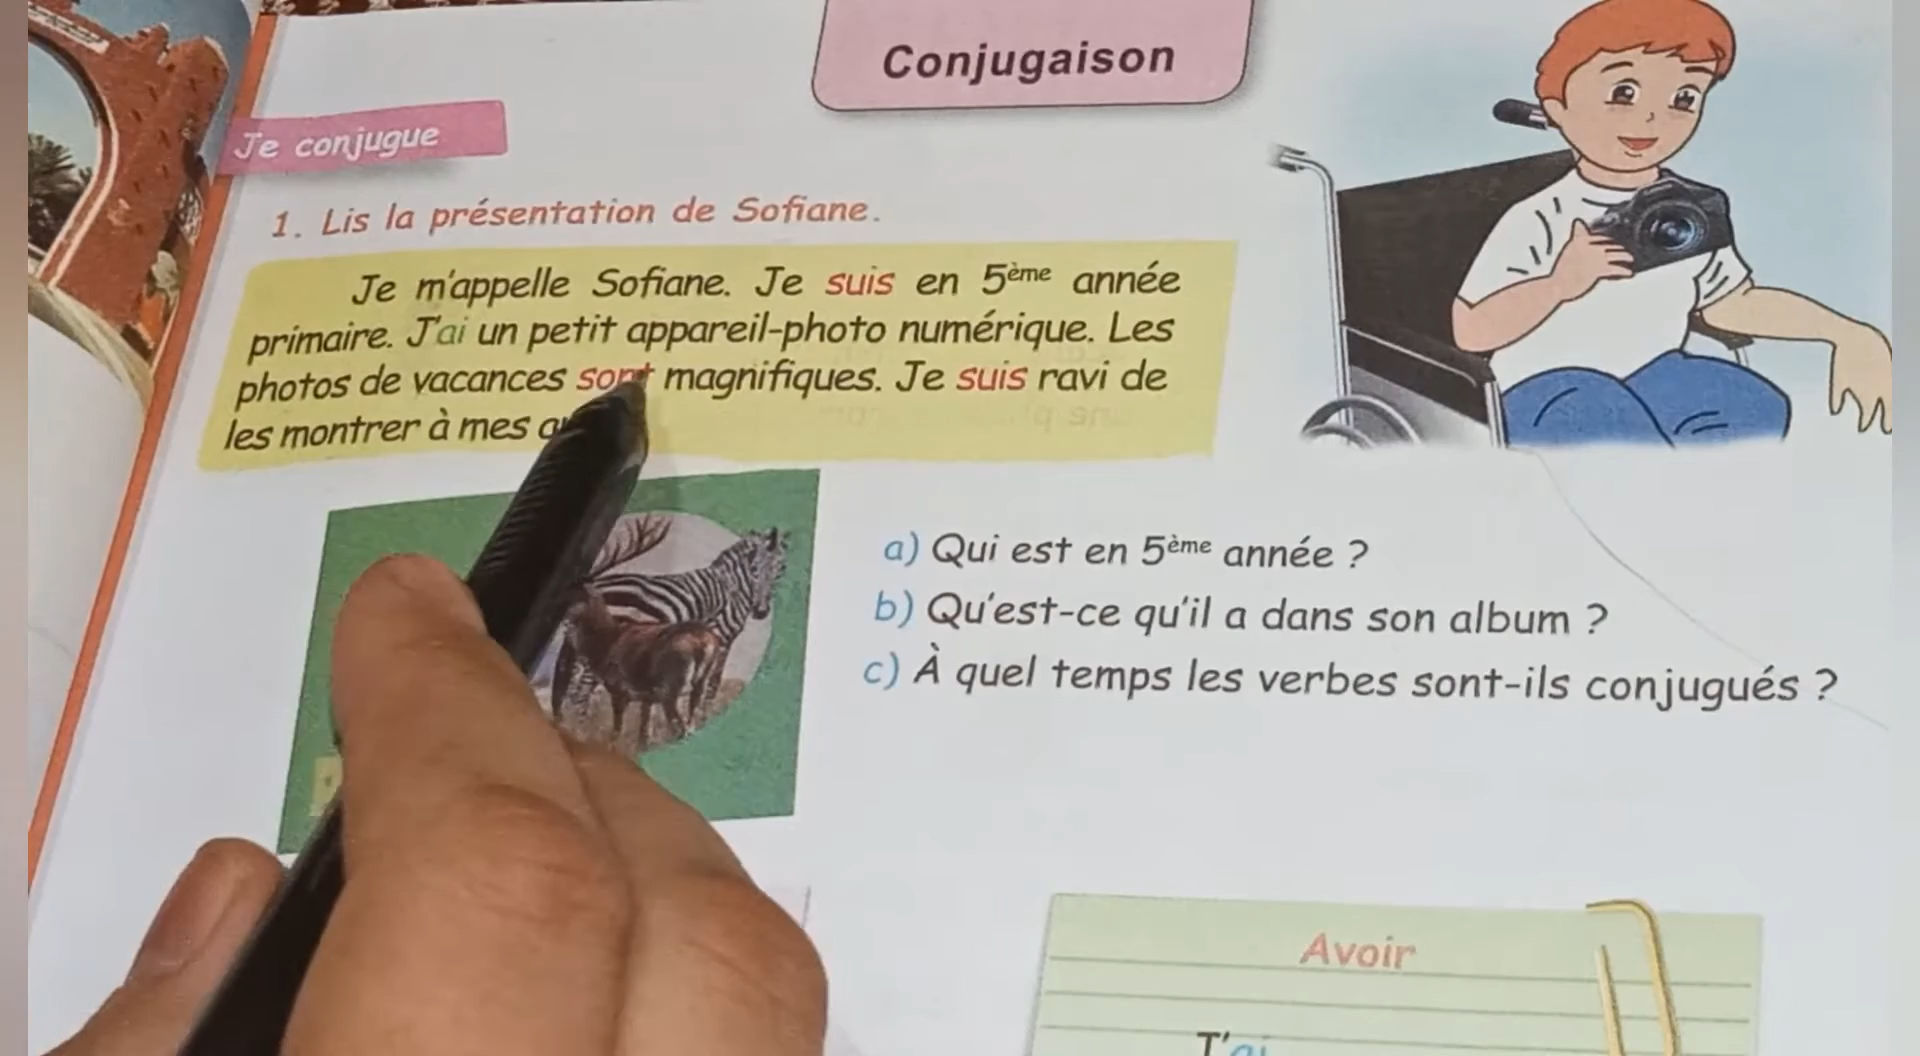 Conjugaison
Je conjugue
1. Lis la présentation de Sofiane.
Je m'appelle Sofiane. Je suis en 5ème année
primaire. J'ai un petit appareil-photo numérique. Les
photos de vacances sont magnifiques. Je suis ravi de
les montrer à mes
a) Qui est en 5ème année ?
b) Qu'est-ce qu'il a dans son album ?
c) À quel temps les verbes sont-ils conjugués ?
Avoir
J'ai